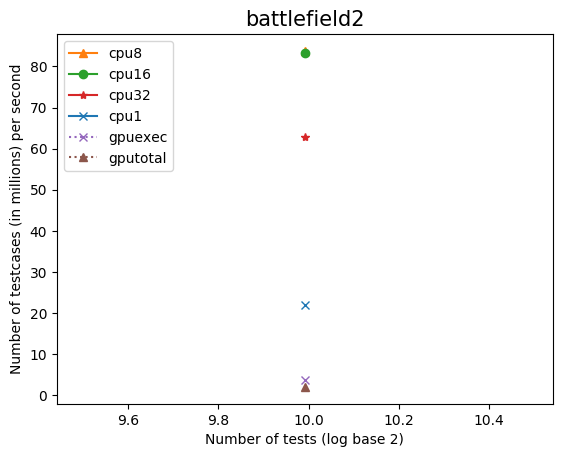 battlefield2
cpu8
cpu16
cpu32
cpu1
gpuexec
gputotal
Number of testcases (in millions) per second
80
70
60
50
40
30
20
10
0
9.6 9.8 10.0 10.2 10.4
Number of tests (log base 2)